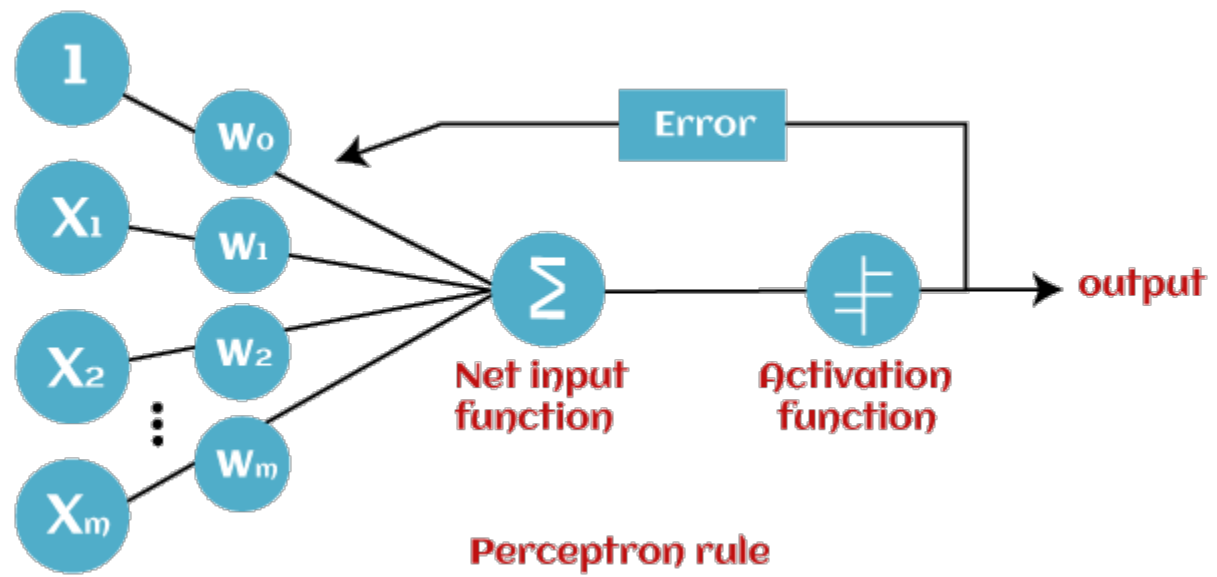 1
W0
Error
X1
W1
Σ
output
X2
W2
Net input
function
Activation
function
Xm
Wm
Perceptron rule